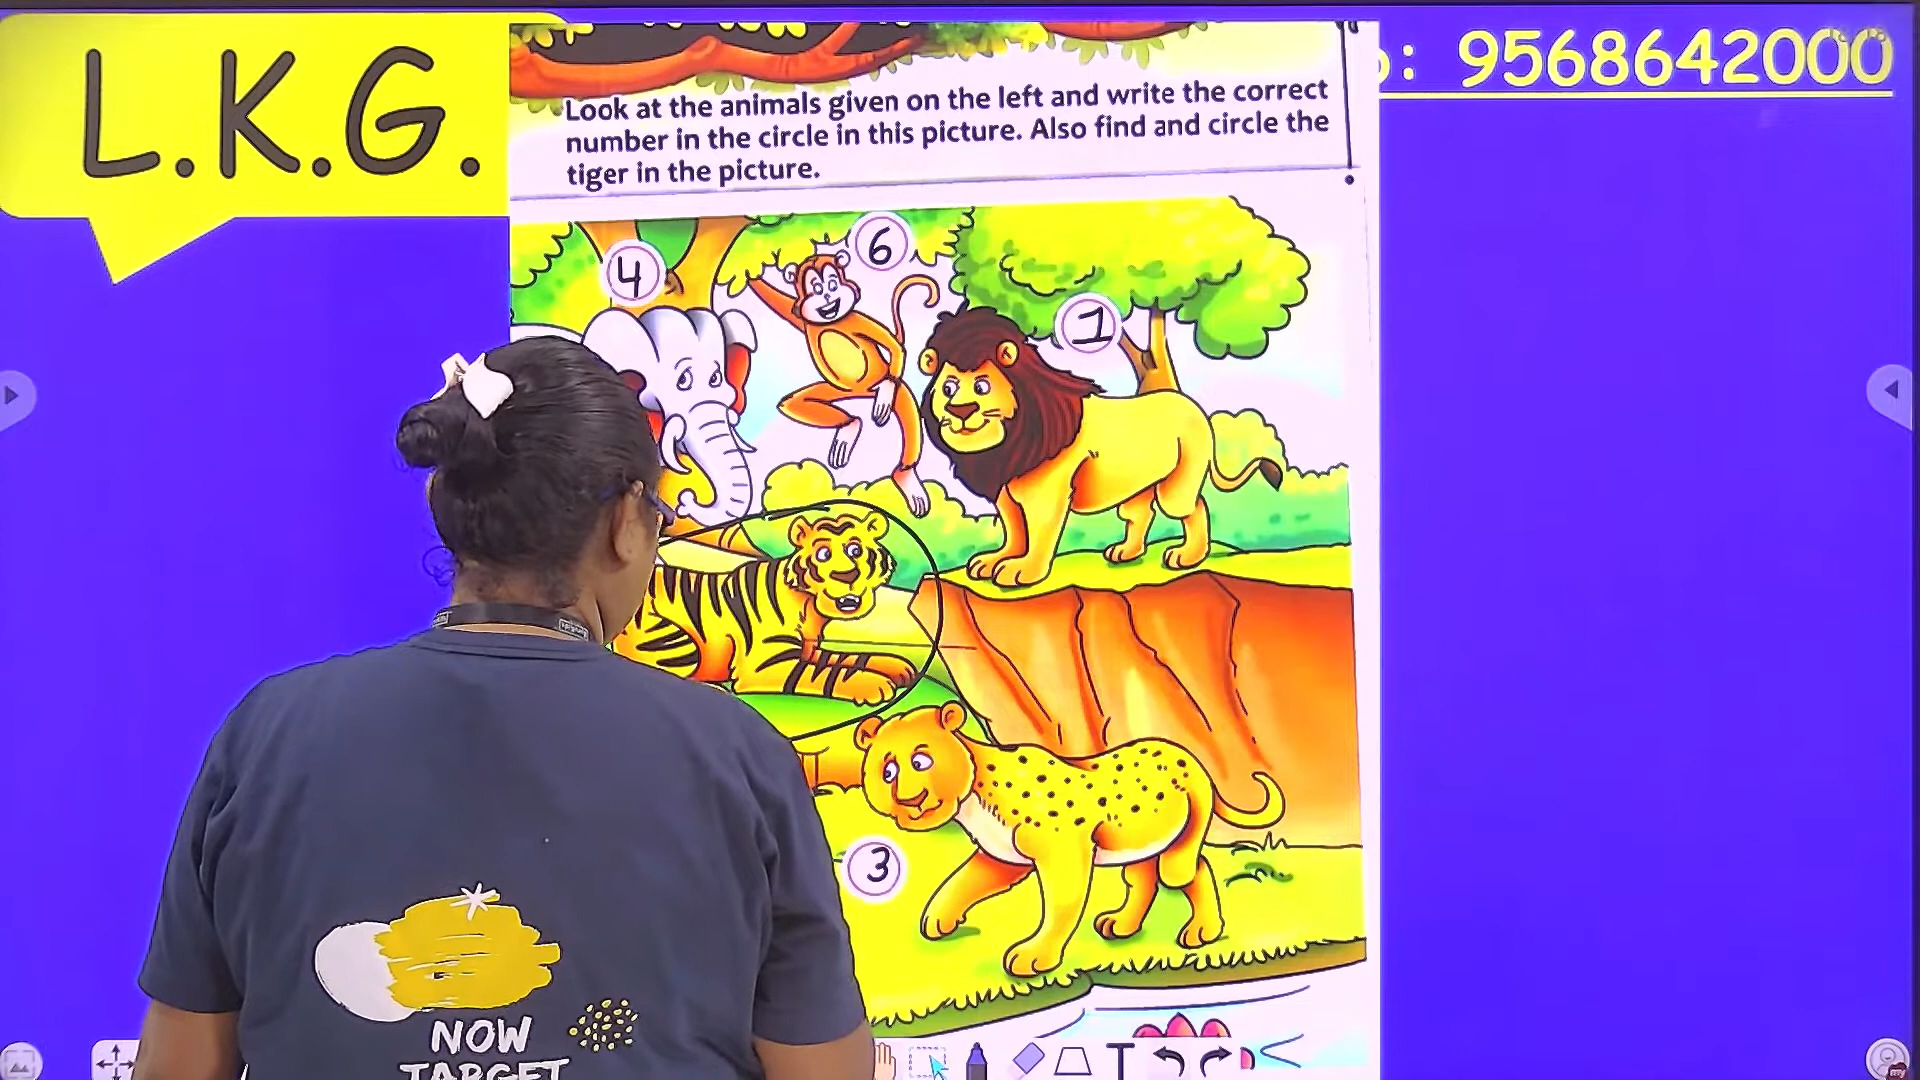 L.K.G.
: 9568642000
Look at the animals given on the left and write the correct
number in the circle in this picture. Also find and circle the
tiger in the picture.
4
6
1
3
NOW
TARGET
T